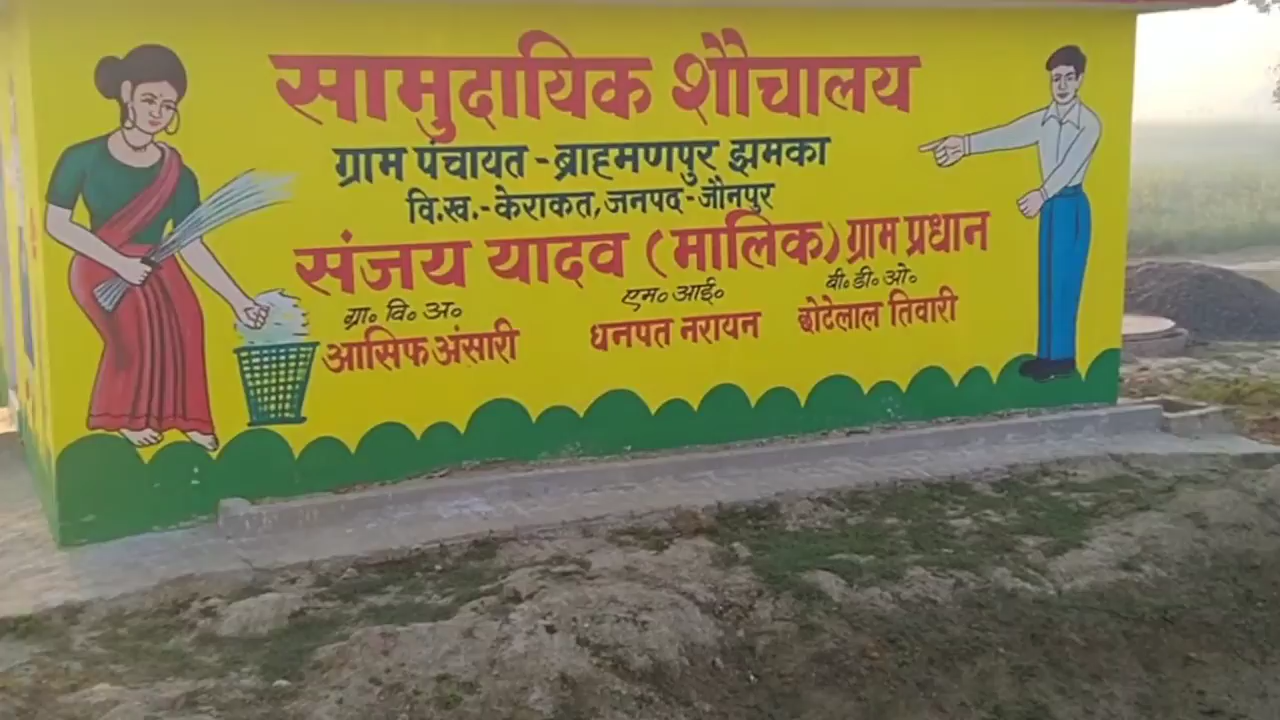 सामुदायिक शौचालय
ग्राम पंचायत - ब्राह्मणपुर झमका
वि.ख.-केराकत, जनपद-जौनपुर
संजय यादव (मालिक) ग्राम प्रधान
ग्रा० वि० अ० एम० आई० बी० डी० ओ०
आसिफ अंसारी धनपत नरायन छोटेलाल तिवारी